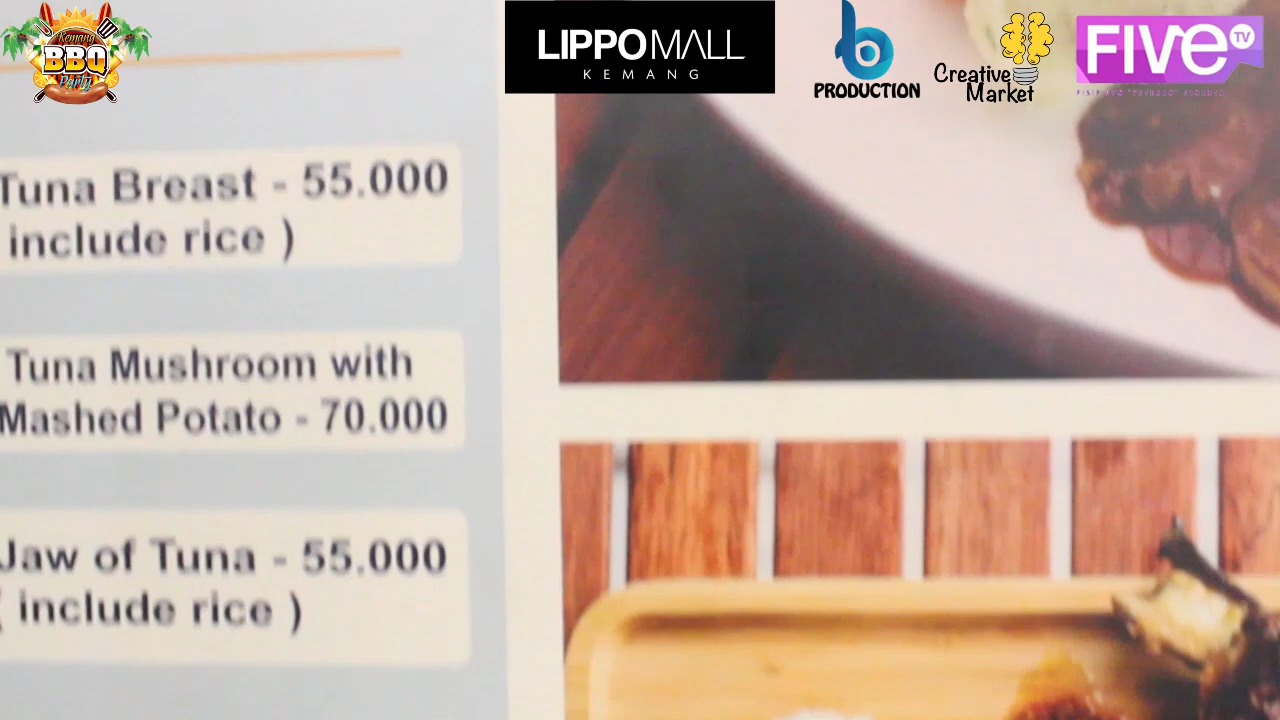 Kemang
BBQ
Party
LIPPOMALL
KEMANG
b
PRODUCTION
Creative
Market
FIVE TV
Tuna Breast - 55.000
include rice )
Tuna Mushroom with
Mashed Potato - 70.000
Jaw of Tuna - 55.000
( include rice )